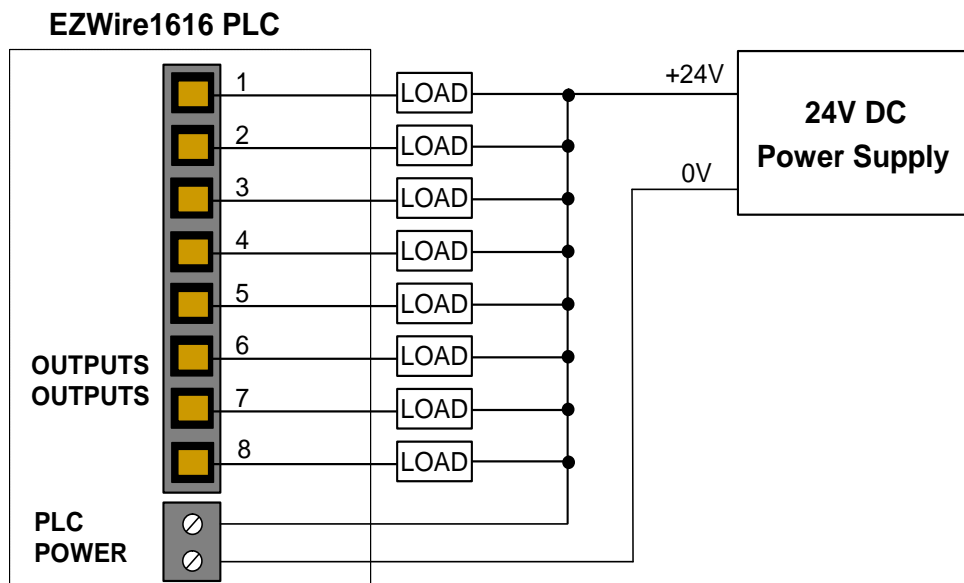 EZWire1616 PLC
1
LOAD
+24V
24V DC
Power Supply
2
LOAD
0V
3
LOAD
4
LOAD
5
LOAD
6
LOAD
OUTPUTS
OUTPUTS
7
LOAD
8
LOAD
PLC
POWER